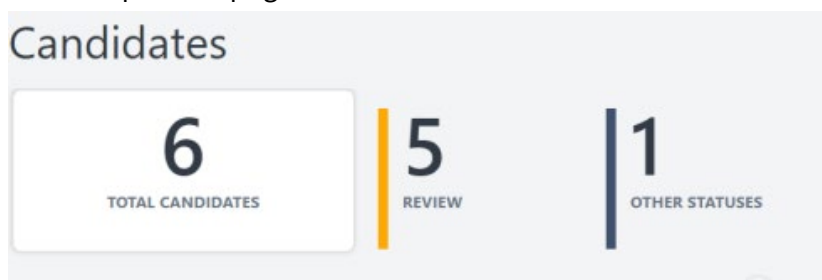 Candidates
6
TOTAL CANDIDATES
5
REVIEW
1
OTHER STATUSES